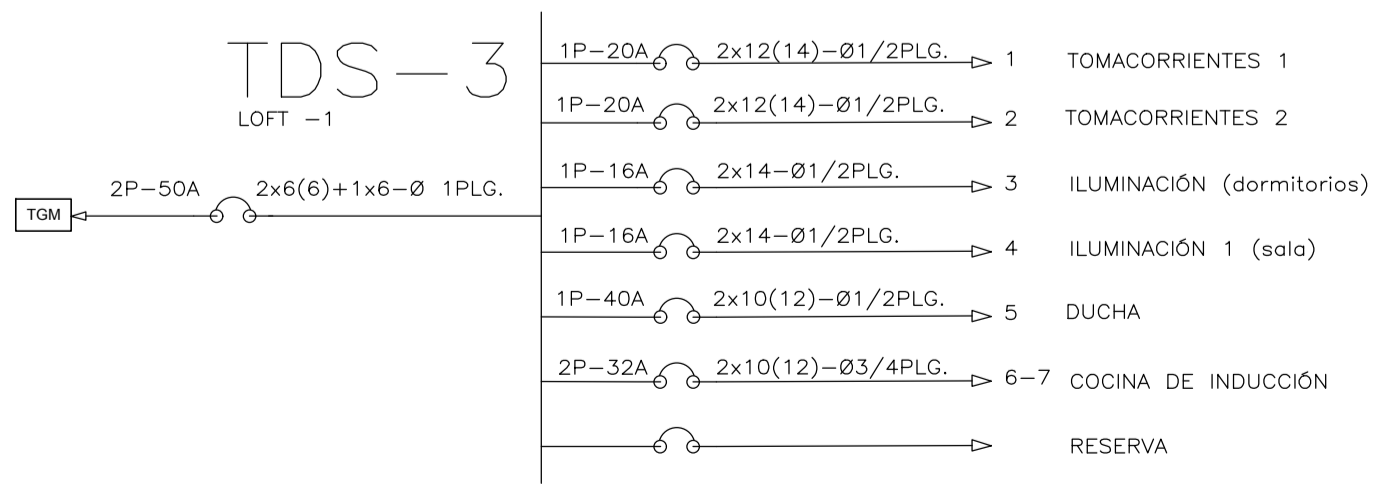 TDS-3
LOFT -1
TGM
2P-50A 2x6(6)+1x6-Ø 1PLG.
1P-20A 2x12(14)-Ø1/2PLG. 1 TOMACORRIENTES 1
1P-20A 2x12(14)-Ø1/2PLG. 2 TOMACORRIENTES 2
1P-16A 2x14-Ø1/2PLG. 3 ILUMINACIÓN (dormitorios)
1P-16A 2x14-Ø1/2PLG. 4 ILUMINACIÓN 1 (sala)
1P-40A 2x10(12)-Ø1/2PLG. 5 DUCHA
2P-32A 2x10(12)-Ø3/4PLG. 6-7 COCINA DE INDUCCIÓN
RESERVA